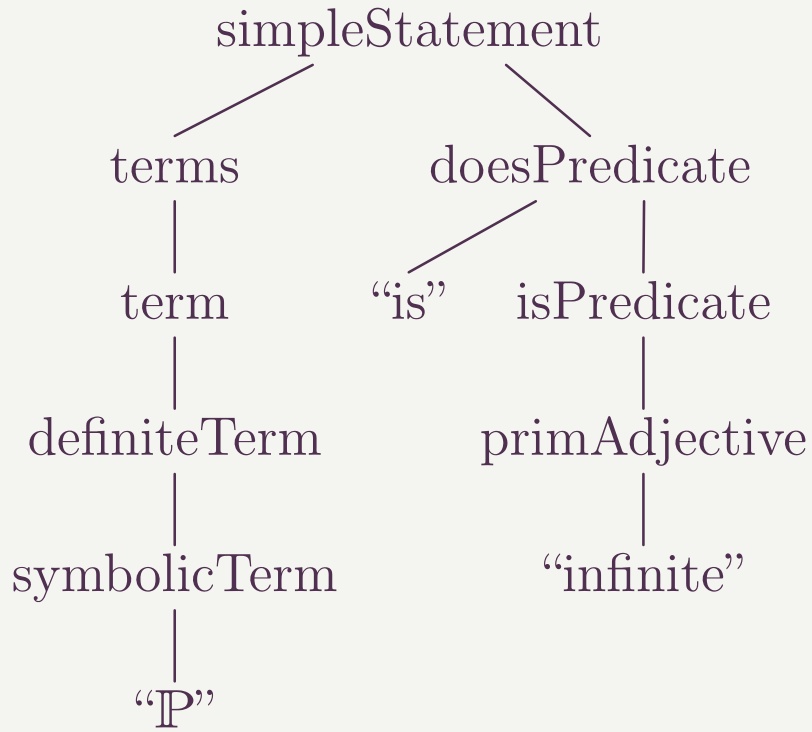 simpleStatement
terms doesPredicate
term “is” isPredicate
definiteTerm primAdjective
symbolicTerm “infinite”
“ℙ”